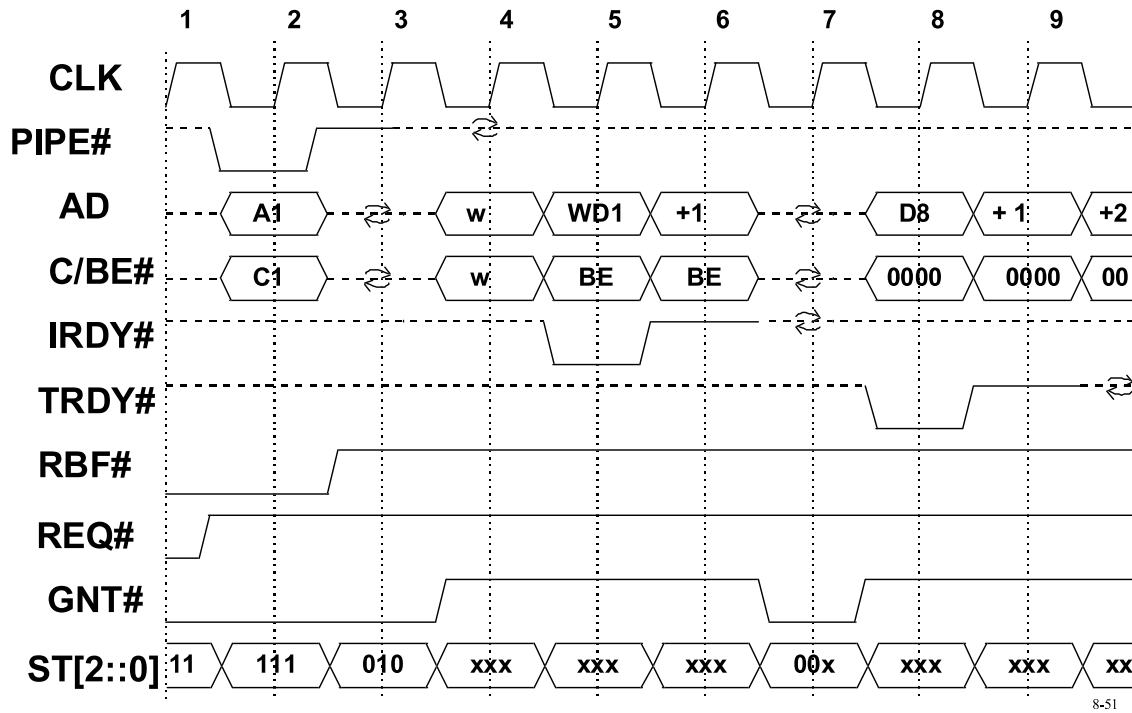 1 2 3 4 5 6 7 8 9
CLK
PIPE#
AD A1 w WD1 +1 D8 + 1 +2
C/BE# C1 w BE BE 0000 0000 00
IRDY#
TRDY#
RBF#
REQ#
GNT#
ST[2::0] 11 111 010 xxx xxx xxx 00x xxx xxx xx
8-51